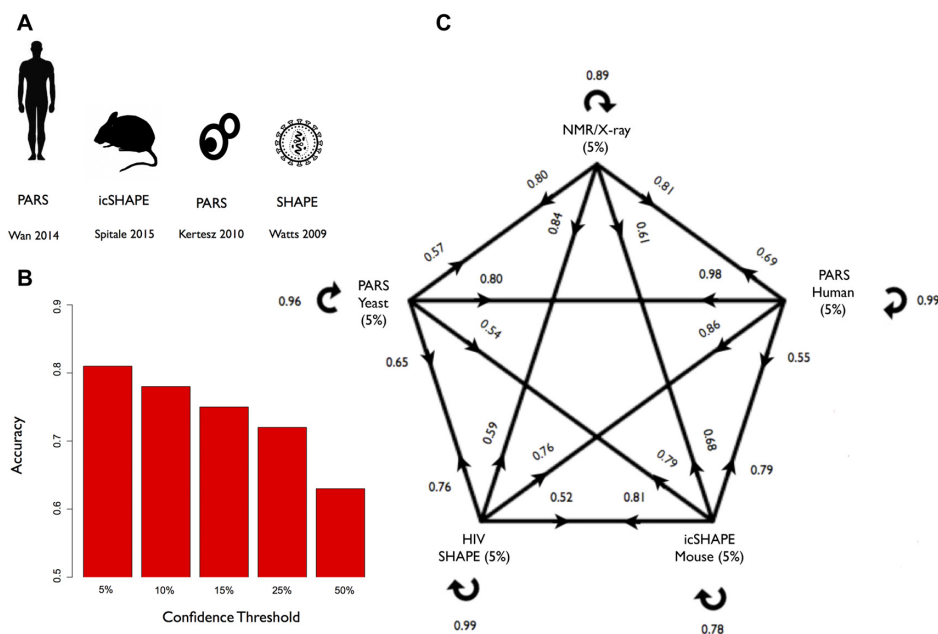 A
PARS
icSHAPE
PARS
SHAPE
Wan 2014
Spitale 2015
Kertesz 2010
Watts 2009
B
0.9
0.8
0.7
0.6
0.5
Accuracy
5%
10%
15%
25%
50%
Confidence Threshold
C
0.89
NMR/X-ray
(5%)
0.80
0.81
0.84
0.61
0.57
0.69
0.80
0.98
PARS
Yeast
(5%)
0.96
PARS
Human
(5%)
0.99
0.54
0.86
0.65
0.55
0.59
0.68
0.76
0.79
0.76
0.79
0.52
0.81
HIV
SHAPE (5%)
icSHAPE
Mouse (5%)
0.99
0.78